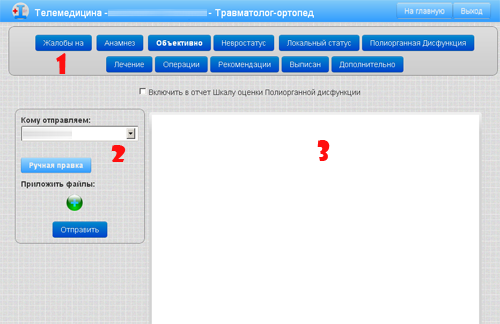 Телемедицина - - Травматолог-ортопед
На главную Выход
Жалобы на Анамнез Объективно Невростатус Локальный статус Полиорганная Дисфункция
1 Лечение Операции Рекомендации Выписан Дополнительно
Включить в отчет Шкалу оценки Полиорганной дисфункции
Кому отправляем:
2
3
Ручная правка
Приложить файлы:
Отправить